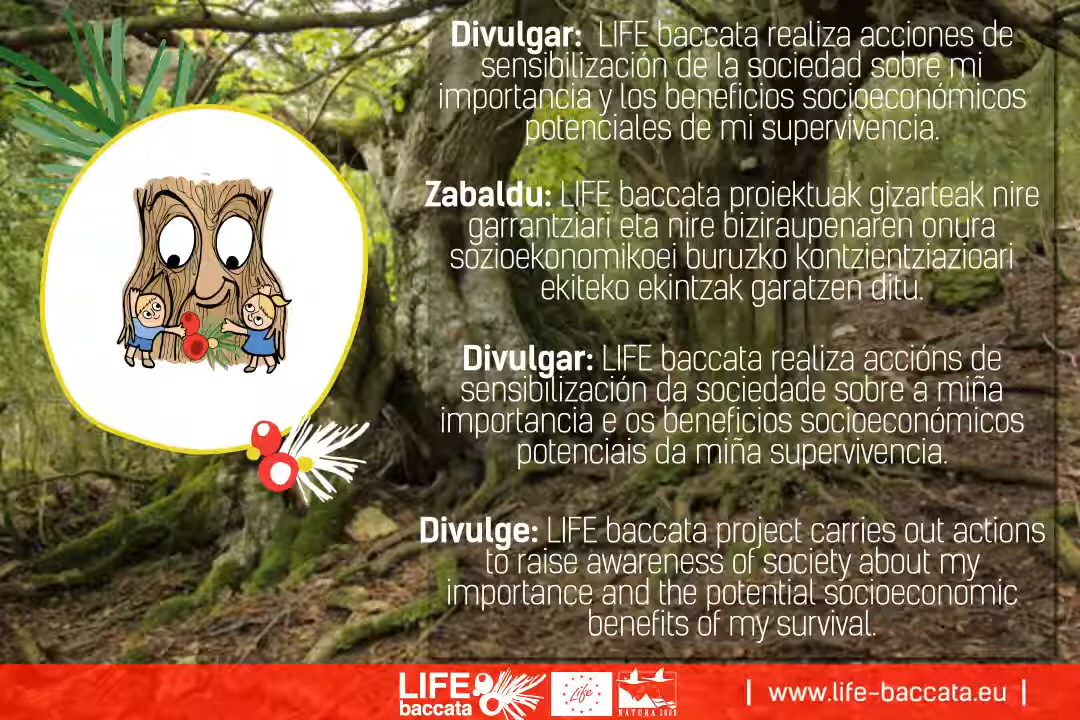 Divulgar: LIFE baccata realiza acciones de
sensibilización de la sociedad sobre mi
importancia y los beneficios socioeconómicos
potenciales de mi supervivencia.
Zabaldu: LIFE baccata proiektuak gizarteak nire
garrantziari eta nire biziraupenaren onura
sozioekonomikoei buruzko kontzientziazioari
ekiteko ekintzak garatzen ditu.
Divulgar: LIFE baccata realiza accións de
sensibilización da sociedade sobre a miña
importancia e os beneficios socioeconómicos
potenciais da miña supervivencia.
Divulge: LIFE baccata project carries out actions
to raise awareness of society about my
importance and the potential socioeconomic
benefits of my survival.
LIFE
baccata
Life
NATURA 2000
| www.life-baccata.eu |